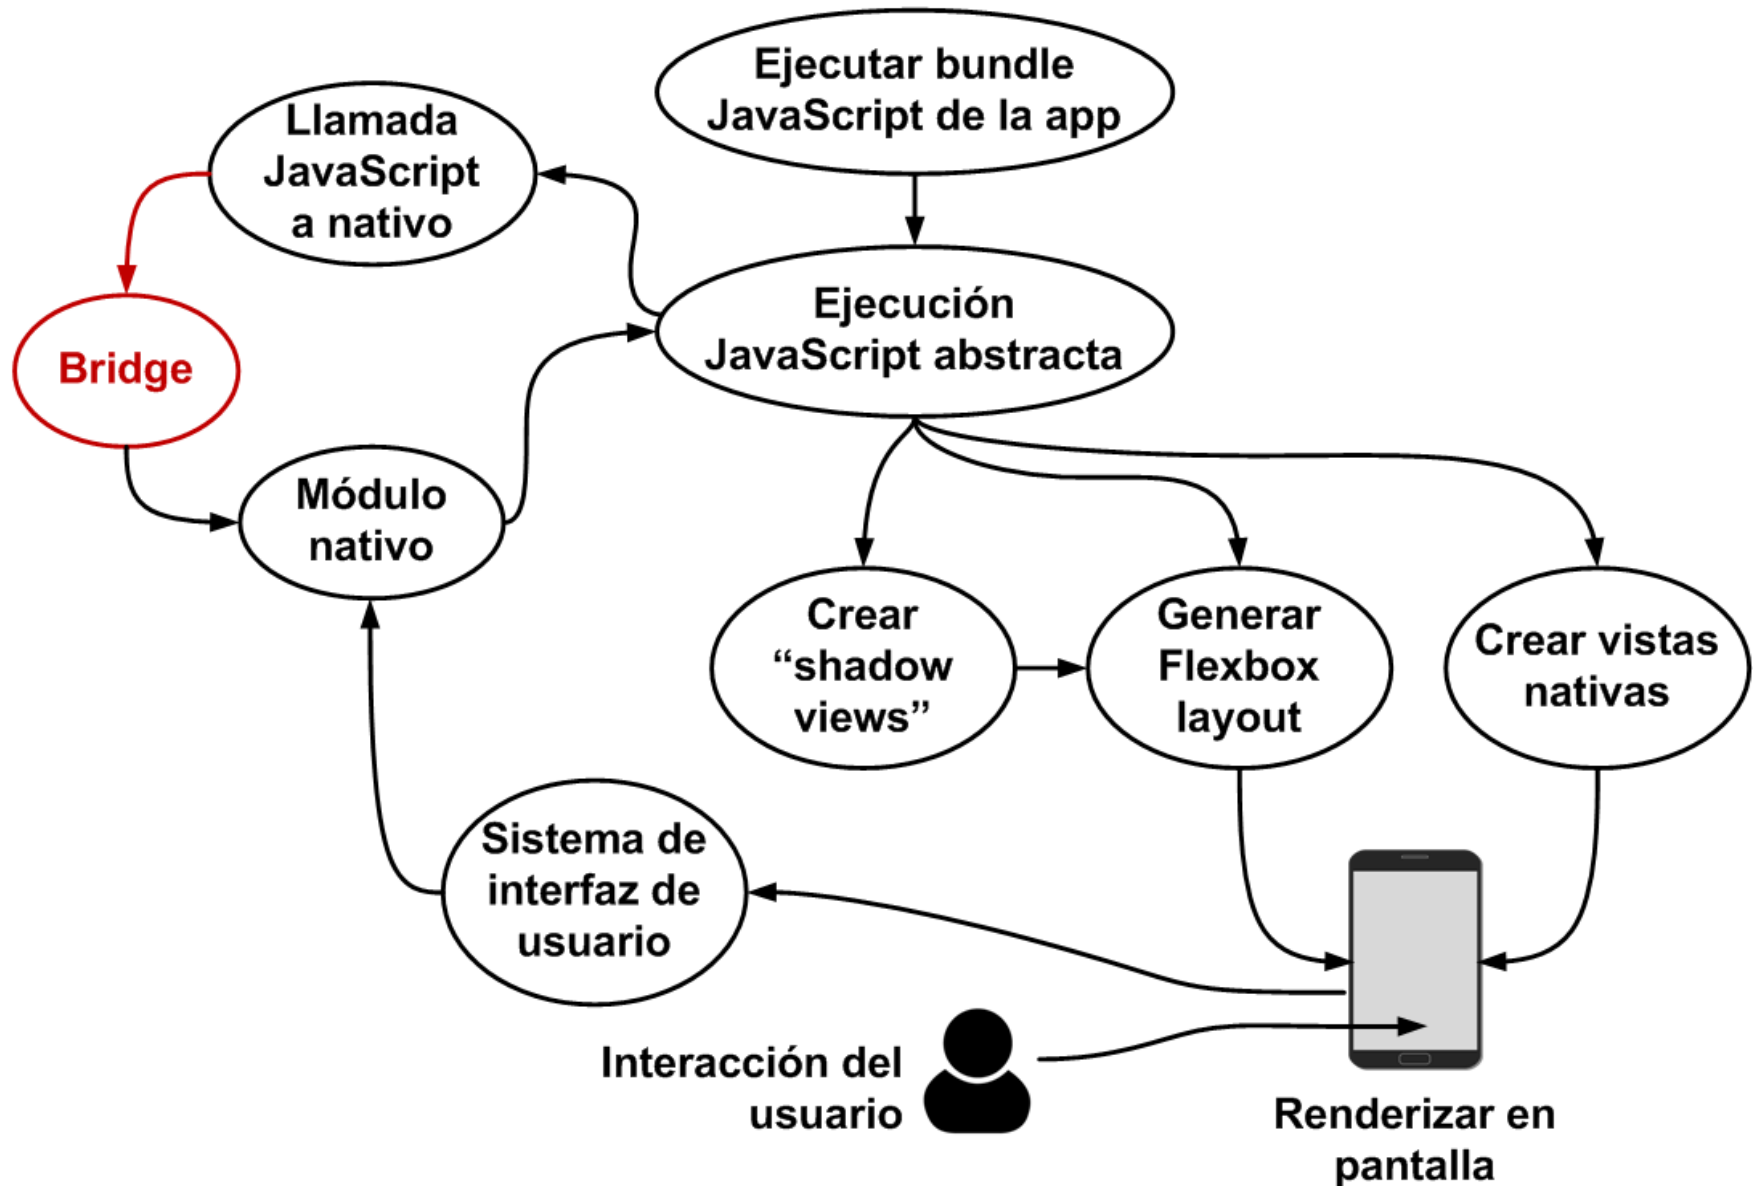 Ejecutar bundle
JavaScript de la app
Llamada
JavaScript
a nativo
Ejecución
JavaScript abstracta
Bridge
Módulo
nativo
Crear
“shadow
views”
Generar
Flexbox
layout
Crear vistas
nativas
Sistema de
interfaz de
usuario
Interacción del
usuario
Renderizar en
pantalla